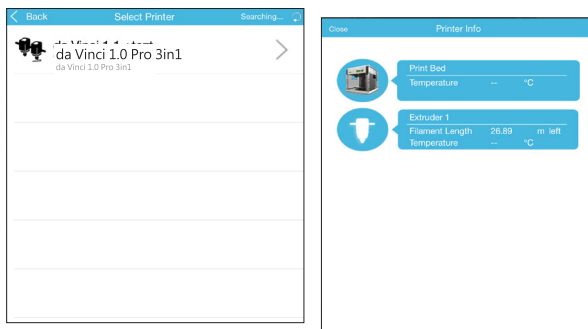 Back Select Printer Searching...
da Vinci 1.0 Pro 3in1
da Vinci 1.0 Pro 3in1
Close Printer Info
Print Bed
Temperature -- °C
Extruder 1
Filament Length 26.89 m left
Temperature -- °C